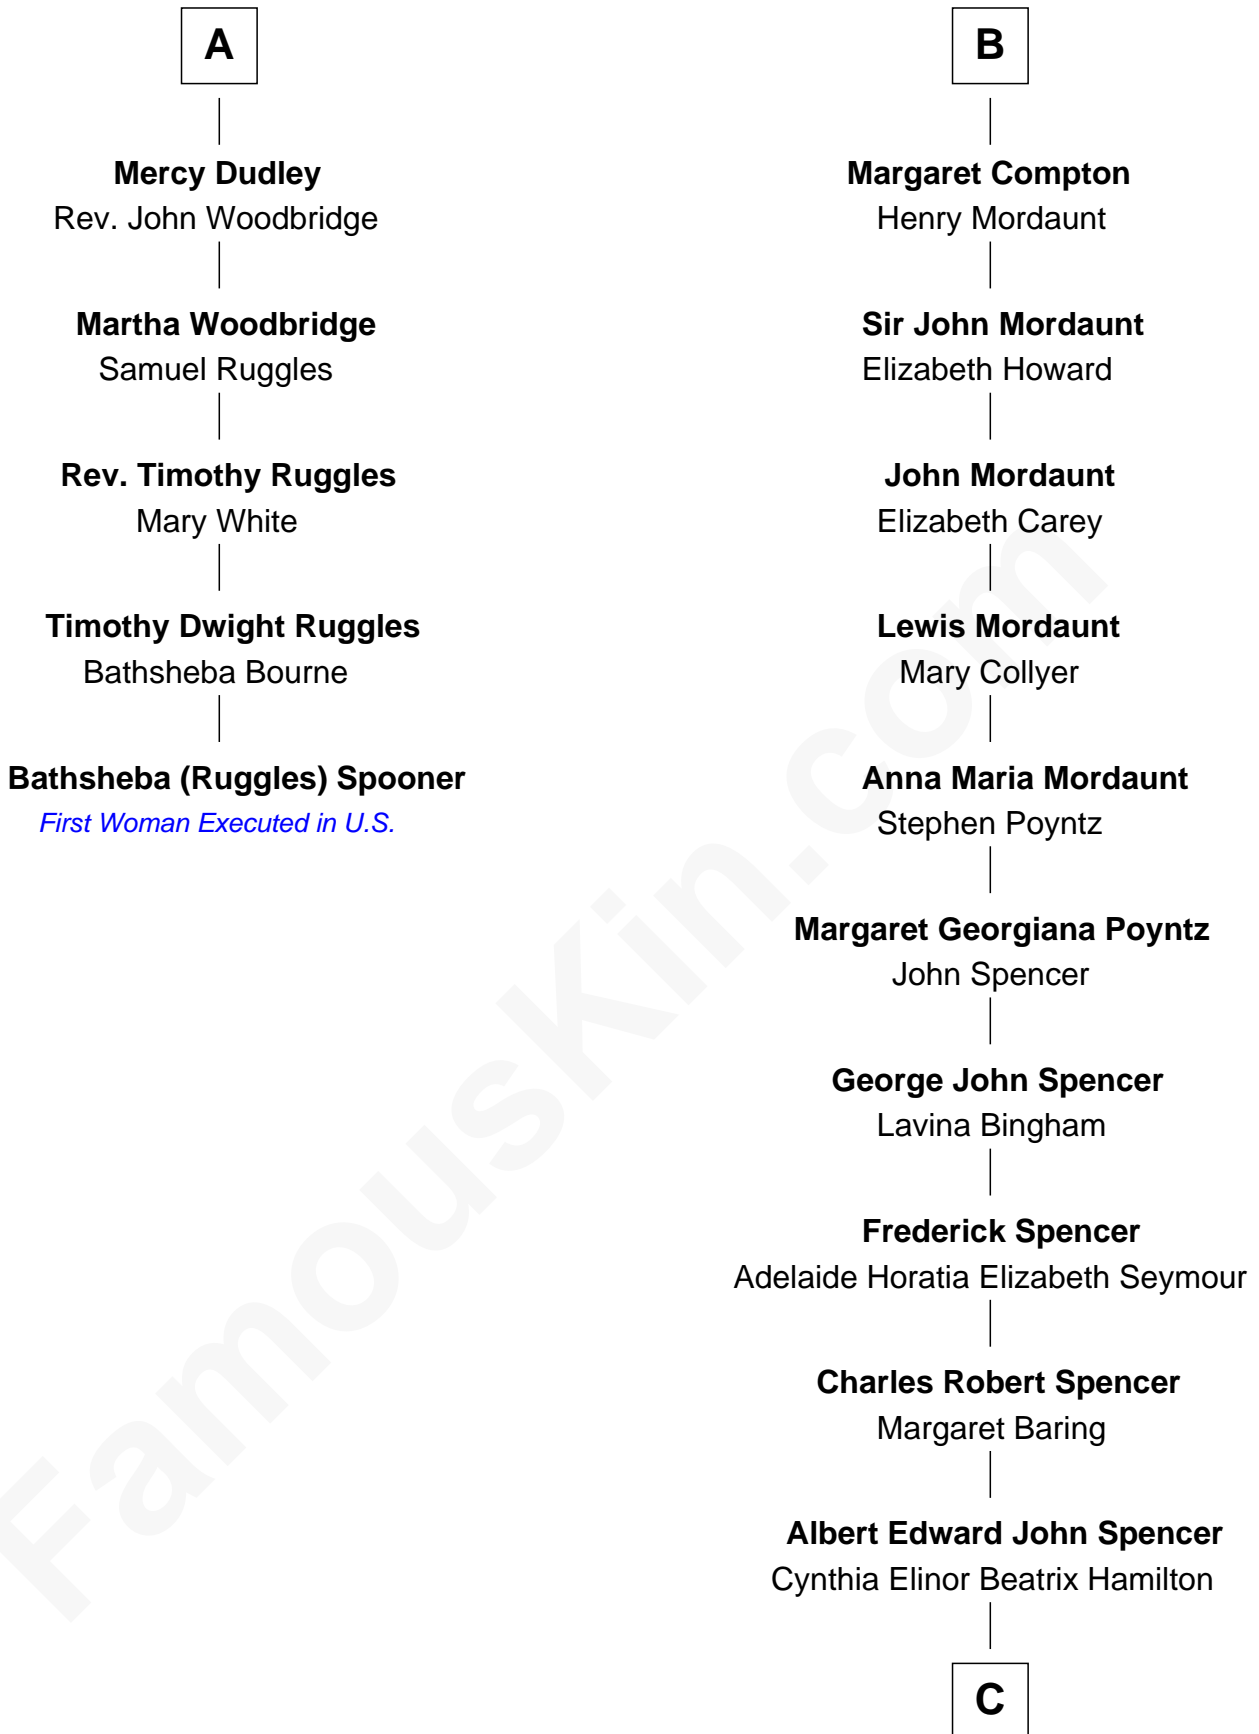 A
Mercy Dudley
Rev. John Woodbridge
Martha Woodbridge
Samuel Ruggles
Rev. Timothy Ruggles
Mary White
Timothy Dwight Ruggles
Bathsheba Bourne
Bathsheba (Ruggles) Spooner
First Woman Executed in U.S.
B
Margaret Compton
Henry Mordaunt
Sir John Mordaunt
Elizabeth Howard
John Mordaunt
Elizabeth Carey
Lewis Mordaunt
Mary Collyer
Anna Maria Mordaunt
Stephen Poyntz
Margaret Georgiana Poyntz
John Spencer
George John Spencer
Lavina Bingham
Frederick Spencer
Adelaide Horatia Elizabeth Seymour
Charles Robert Spencer
Margaret Baring
Albert Edward John Spencer
Cynthia Elinor Beatrix Hamilton
C
FamousKin.com